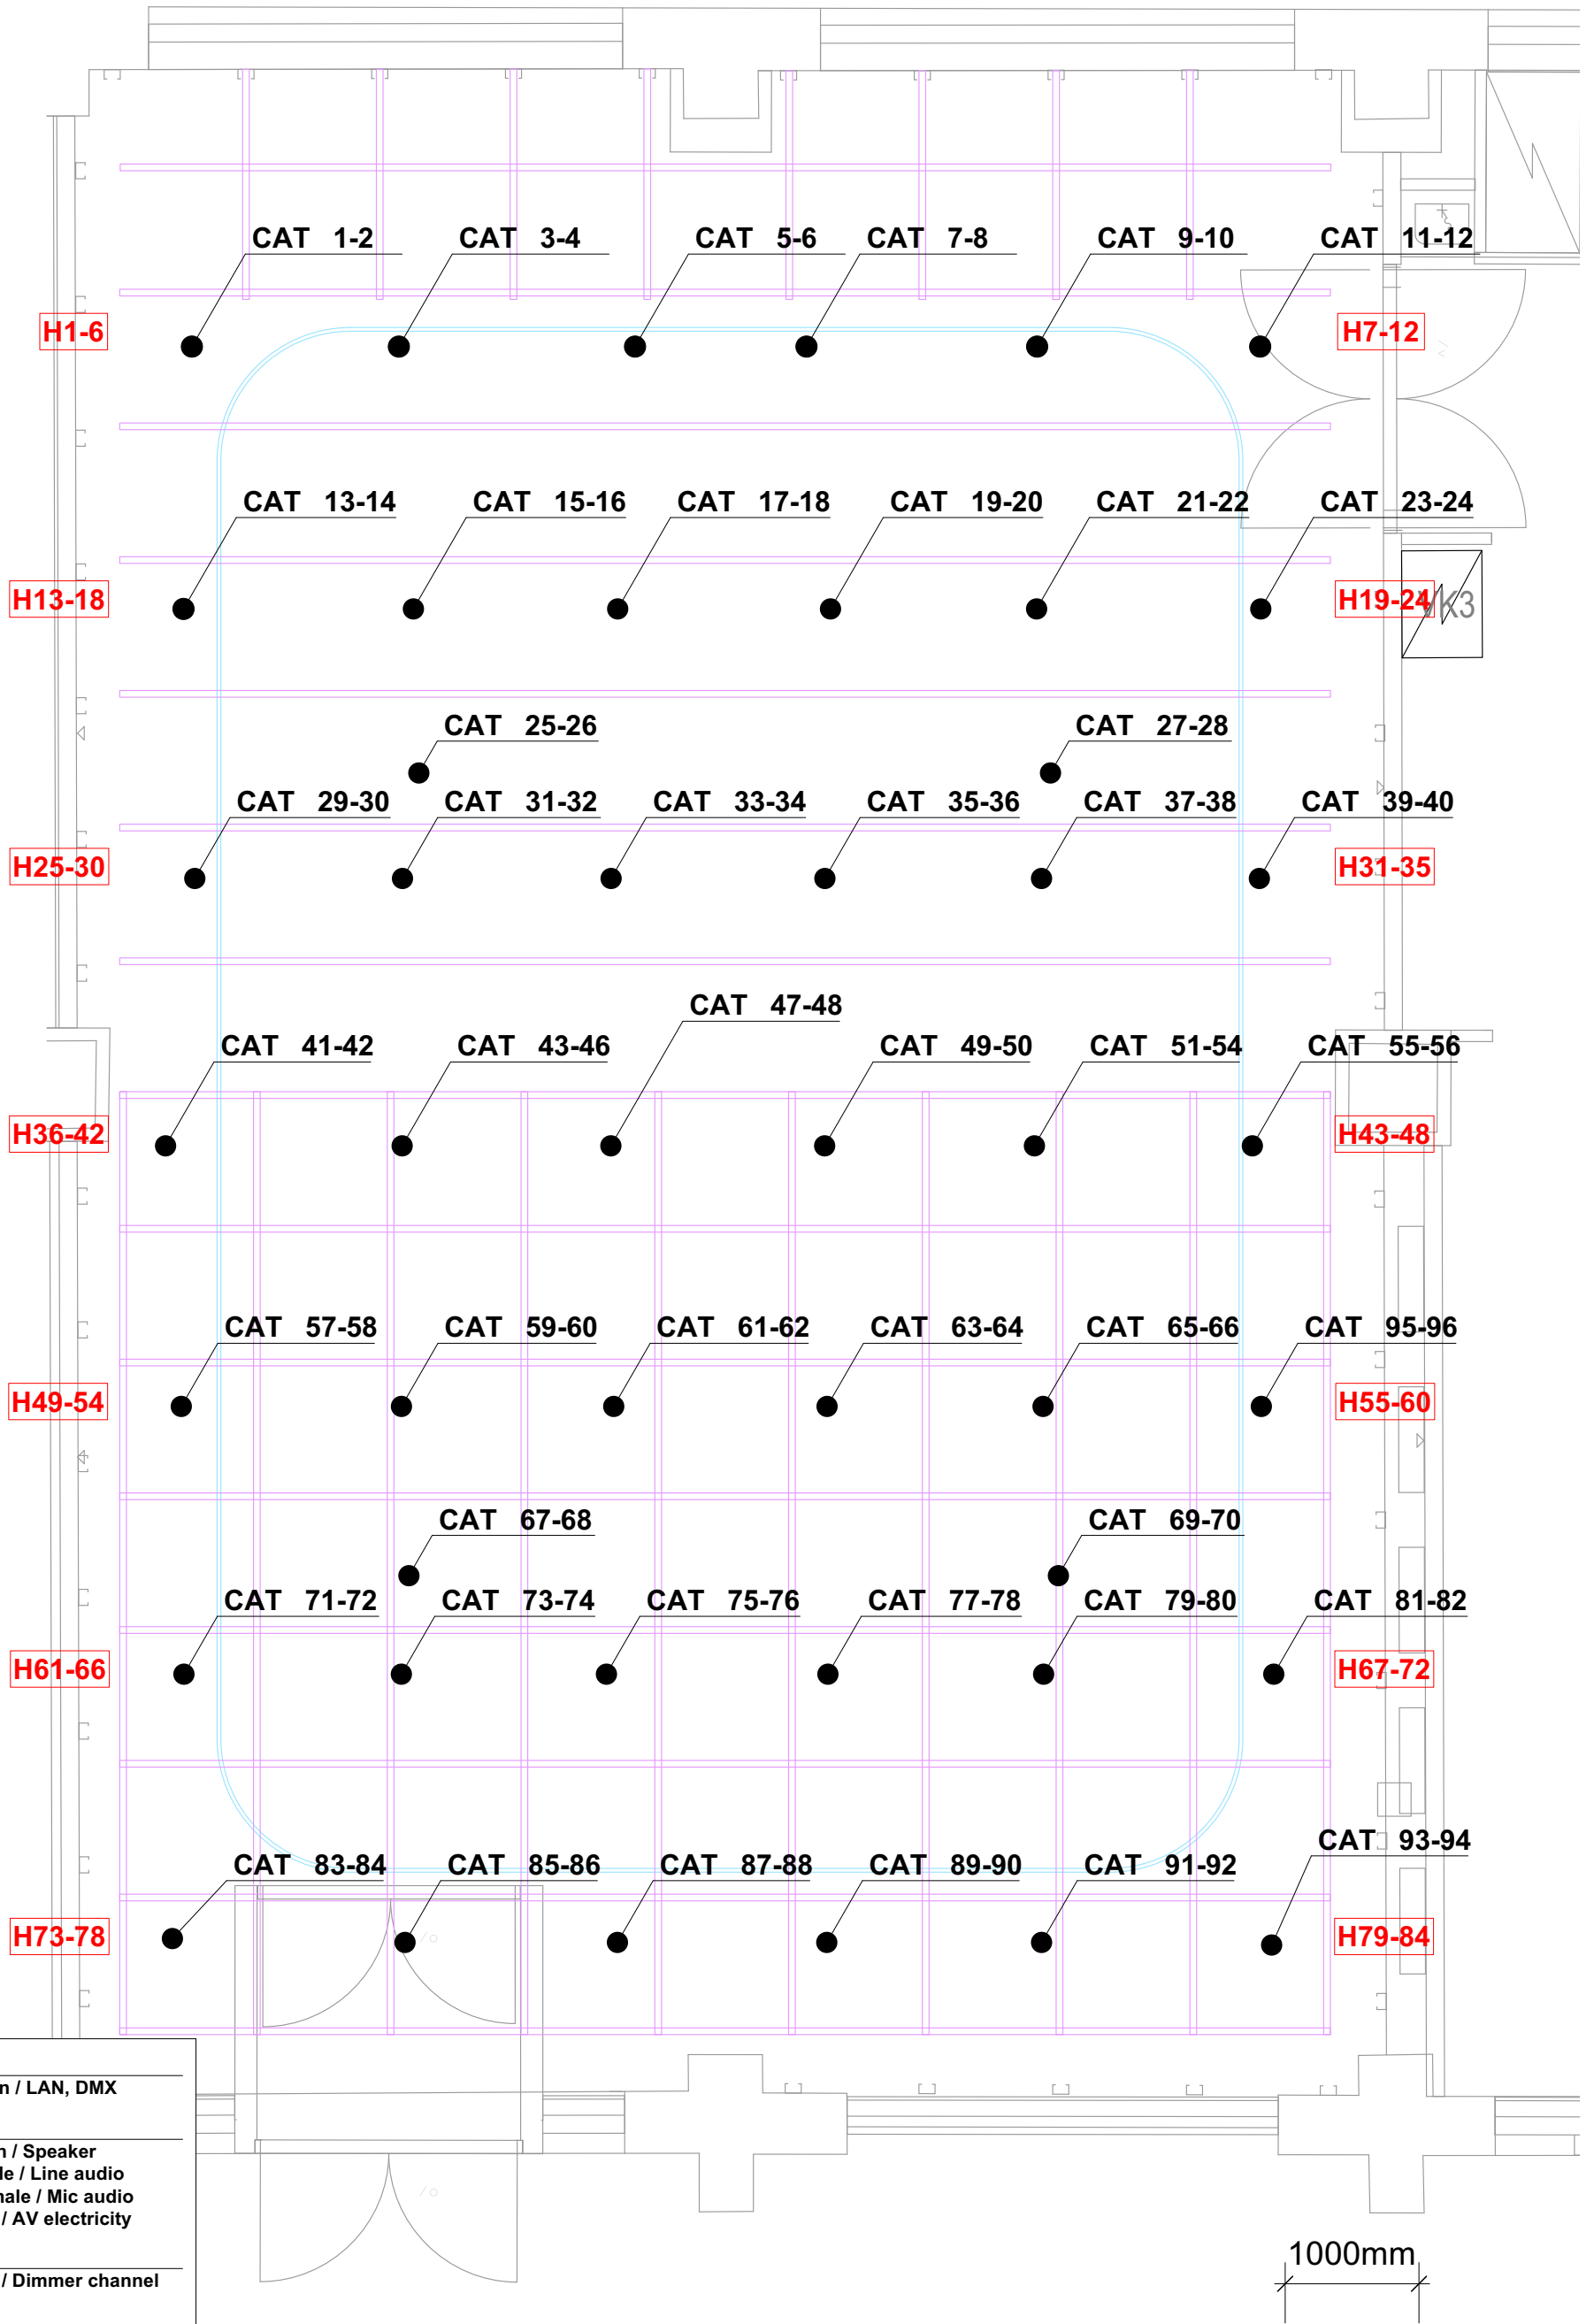 CAT 1-2
CAT 3-4
CAT 5-6
CAT 7-8
CAT 9-10
CAT 11-12
H1-6
H7-12
CAT 13-14
CAT 15-16
CAT 17-18
CAT 19-20
CAT 21-22
CAT 23-24
H13-18
H19-24
VK3
CAT 25-26
CAT 27-28
CAT 29-30
CAT 31-32
CAT 33-34
CAT 35-36
CAT 37-38
CAT 39-40
H25-30
H31-35
CAT 47-48
CAT 41-42
CAT 43-46
CAT 49-50
CAT 51-54
CAT 55-56
H36-42
H43-48
CAT 57-58
CAT 59-60
CAT 61-62
CAT 63-64
CAT 65-66
CAT 95-96
H49-54
H55-60
CAT 67-68
CAT 69-70
CAT 71-72
CAT 73-74
CAT 75-76
CAT 77-78
CAT 79-80
CAT 81-82
H61-66
H67-72
CAT 93-94
CAT 83-84
CAT 85-86
CAT 87-88
CAT 89-90
CAT 91-92
H73-78
H79-84
/ LAN, DMX
/ Speaker
/ Line audio
/ Mic audio
/ AV electricity
/ Dimmer channel
1000mm